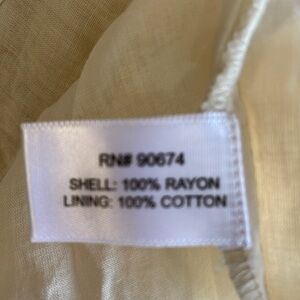 RN# 90674
SHELL: 100% RAYON
LINING: 100% COTTON